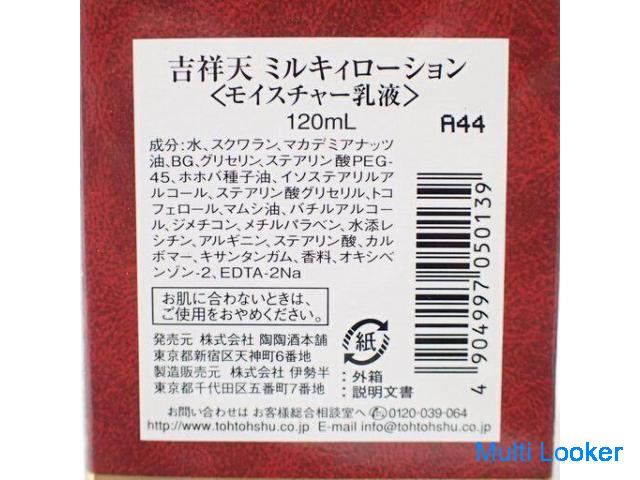 吉祥天 ミルキィローション
〈モイスチャー乳液〉
120mL
A44
成分:水、スクワラン、マカデミアナッツ
油、BG、グリセリン、ステアリン酸PEG-
45、ホホバ種子油、イソステアリルア
ルコール、ステアリン酸グリセリル、トコ
フェロール、マムシ油、バチルアルコー
ル、ジメチコン、メチルパラベン、水添レ
シチン、アルギニン、ステアリン酸、カル
ボマー、キサンタンガム、香料、オキシベ
ンゾン-2、EDTA-2Na
お肌に合わないときは、
ご使用をおやめください。
発売元 株式会社 陶陶酒本舗
東京都新宿区天神町6番地
製造販売元 株式会社 伊勢半
東京都千代田区五番町7番地
紙
:外箱
:説明文書
お問い合わせは お客様総合相談室へ 0120-039-064
http://www.tohtohshu.co.jp E-mail info@tohtohshu.co.jp
4 904997 050139
Multi Looker